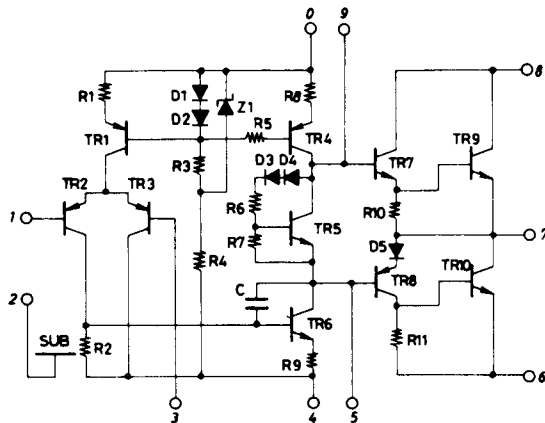 0 9
8
R1 D1 R8
Z1
D2 R5
TR1 TR4 TR7 TR9
R3
D3 D4
TR2 TR3 R6 R10
1 TR5 7
R7 D5
R4
TR8 TR10
2 C
TR6
SUB R2 R11
R9
6
3 4 5